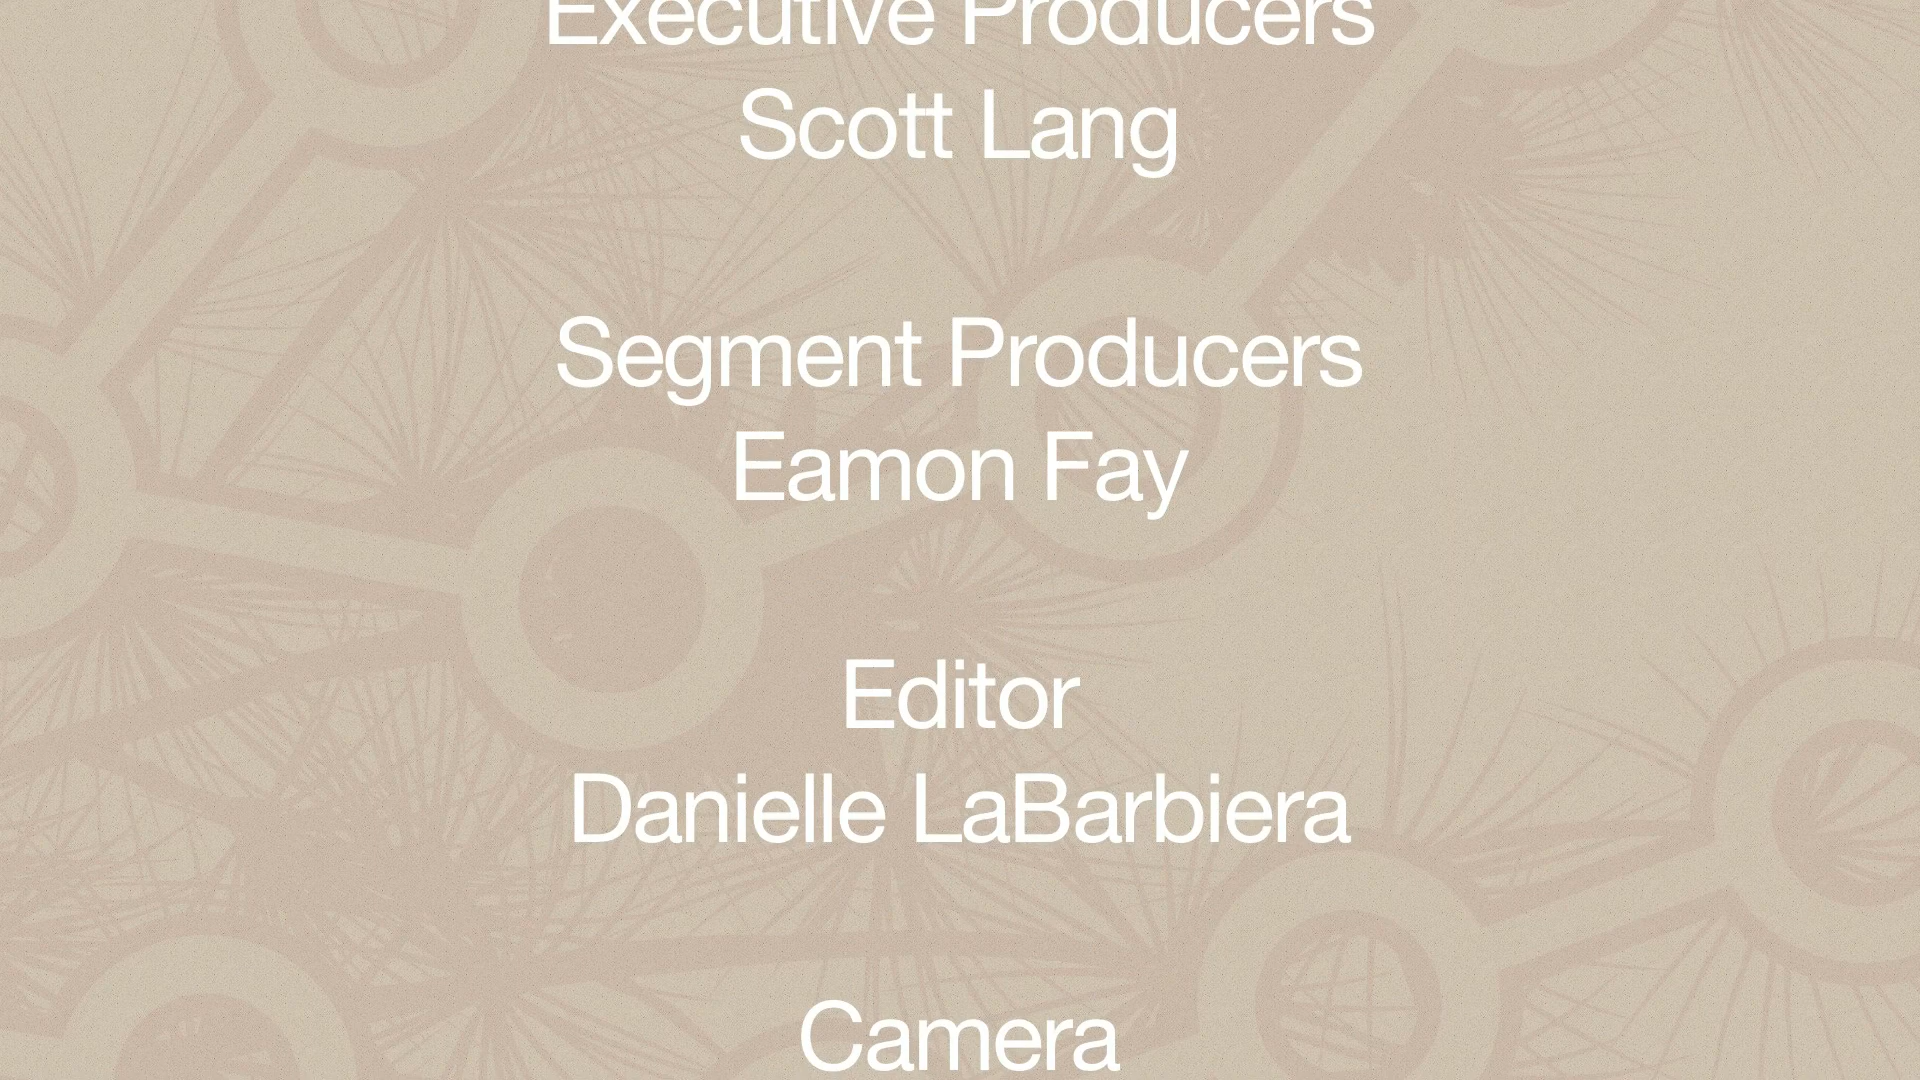 Executive Producers
Scott Lang
Segment Producers
Eamon Fay
Editor
Danielle LaBarbiera
Camera